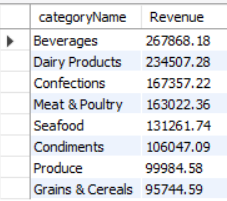 categoryName Revenue
Beverages 267868.18
Dairy Products 234507.28
Confections 167357.22
Meat & Poultry 163022.36
Seafood 131261.74
Condiments 106047.09
Produce 99984.58
Grains & Cereals 95744.59